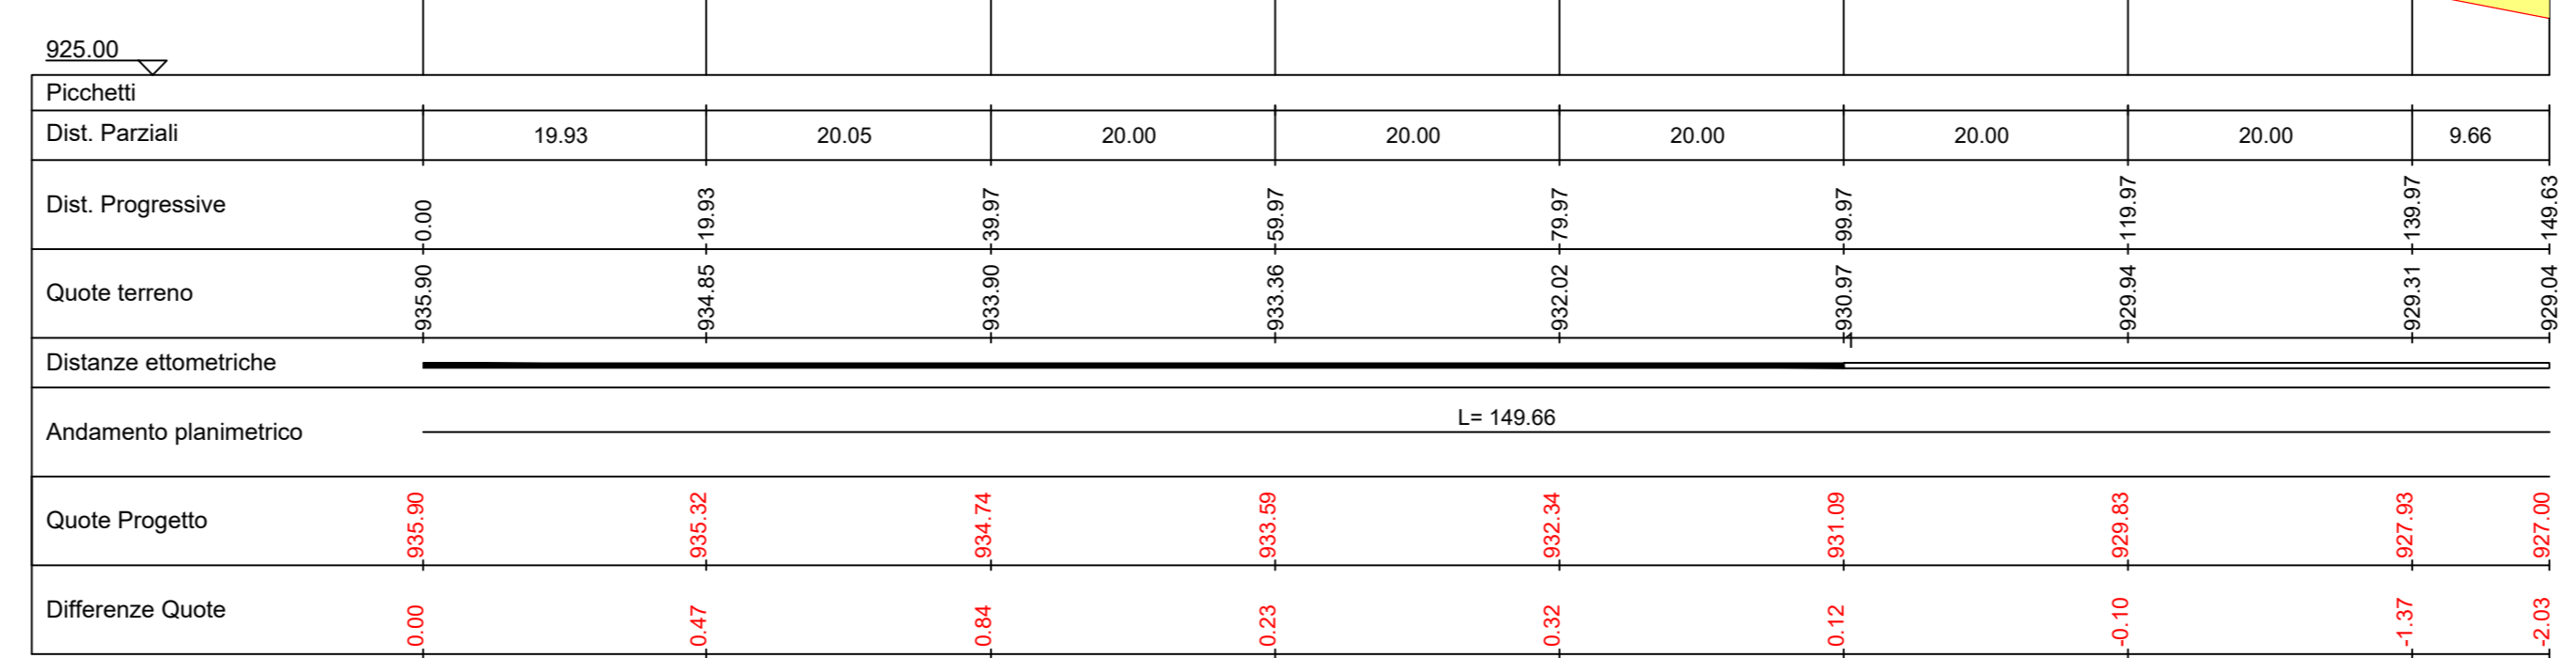 925.00
Picchetti
Dist. Parziali 19.93 20.05 20.00 20.00 20.00 20.00 20.00 9.66
Dist. Progressive 0.00 19.93 39.97 59.97 79.97 99.97 119.97 139.97 149.63
Quote terreno 935.90 934.85 933.90 933.36 932.02 930.97 929.94 929.31 929.04
Distanze ettometriche 1
Andamento planimetrico L= 149.66
Quote Progetto 935.90 935.32 934.74 933.59 932.34 931.09 929.83 927.93 927.00
Differenze Quote 0.00 0.47 0.84 0.23 0.32 0.12 -0.10 -1.37 -2.03